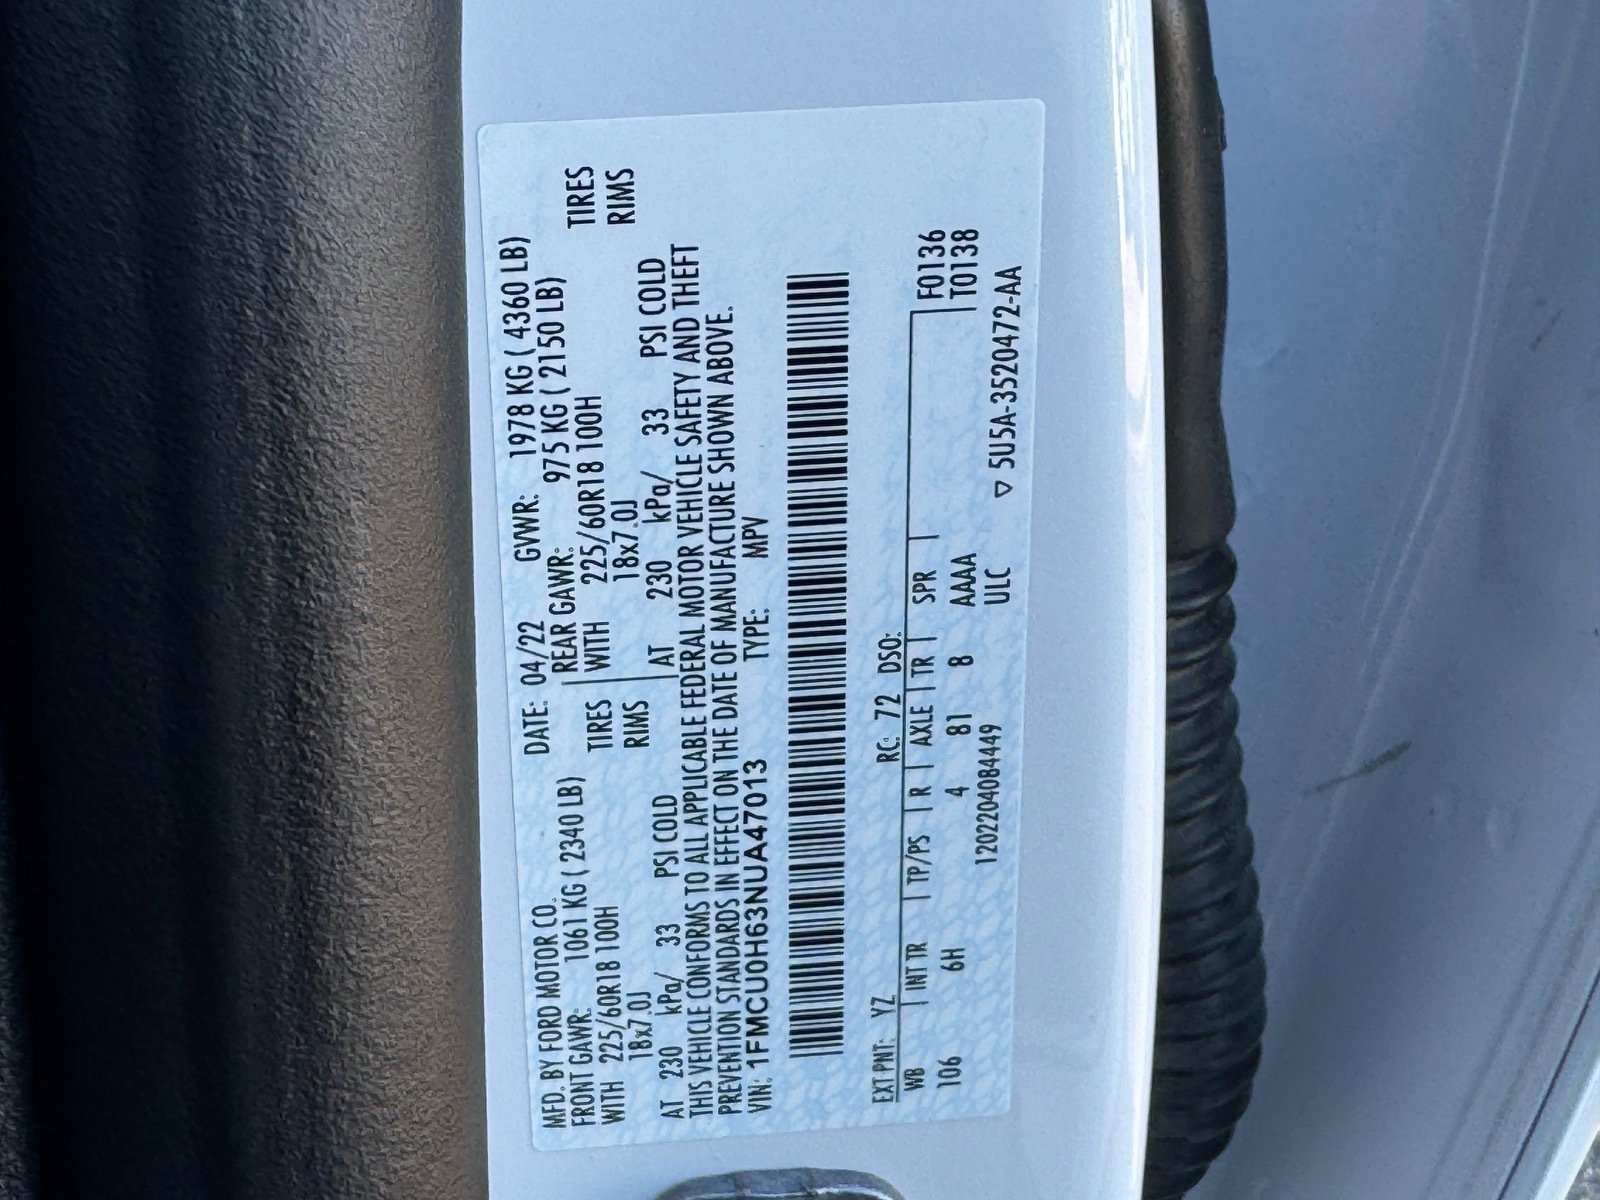 MFD. BY FORD MOTOR CO. DATE: 04/22 GVWR: 1978 KG ( 4360 LB)
FRONT GAWR: 1061 KG ( 2340 LB) REAR GAWR: 975 KG ( 2150 LB)
WITH 225/60R18 100H TIRES WITH 225/60R18 100H TIRES
18x7.0J RIMS 18x7.0J RIMS
AT 230 kPa/ 33 PSI COLD AT 230 kPa/ 33 PSI COLD
THIS VEHICLE CONFORMS TO ALL APPLICABLE FEDERAL MOTOR VEHICLE SAFETY AND THEFT
PREVENTION STANDARDS IN EFFECT ON THE DATE OF MANUFACTURE SHOWN ABOVE.
VIN: 1FMCU0H63NUA47013 TYPE: MPV
EXT PNT: YZ RC: 72 DSO: F0136
WB INT TR TP/PS R AXLE TR SPR T0138
106 6H 4 81 8 AAAA
1202204084449 ULC ▽ 5U5A-3520472-AA